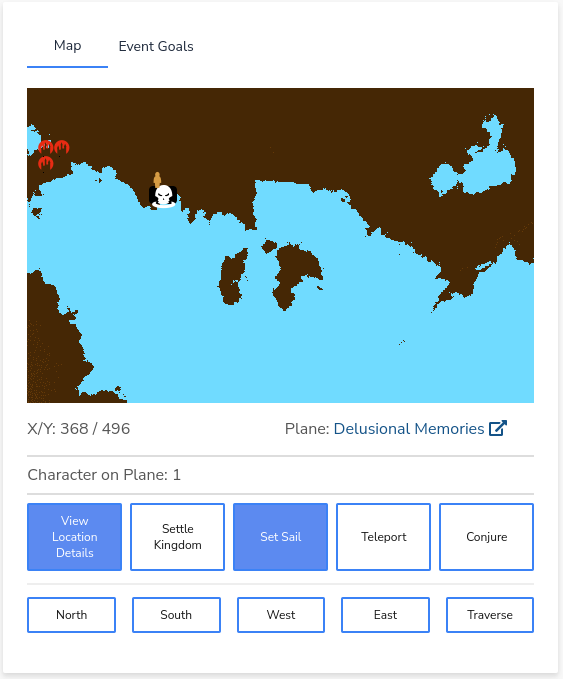 Map Event Goals
X/Y: 368 / 496 Plane: Delusional Memories
Character on Plane: 1
View
Location
Details
Settle
Kingdom
Set Sail
Teleport
Conjure
North South West East Traverse